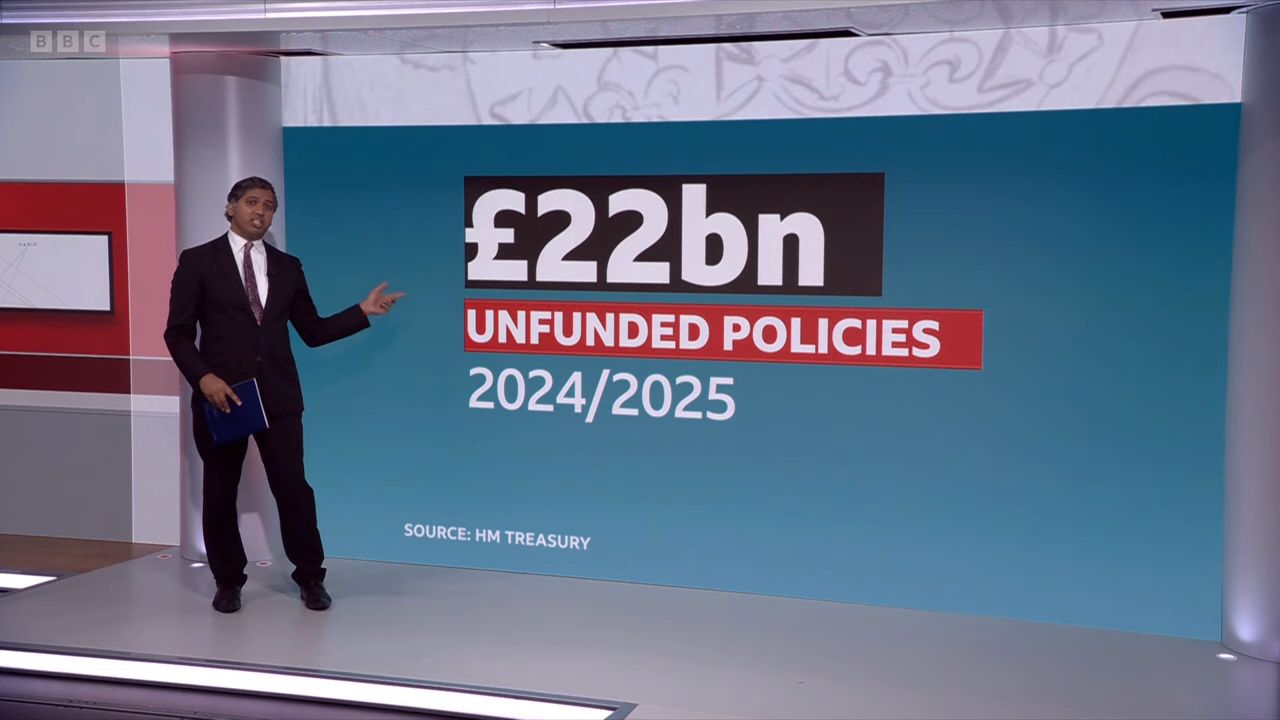 BBC
£22bn
UNFUNDED POLICIES
2024/2025
SOURCE: HM TREASURY